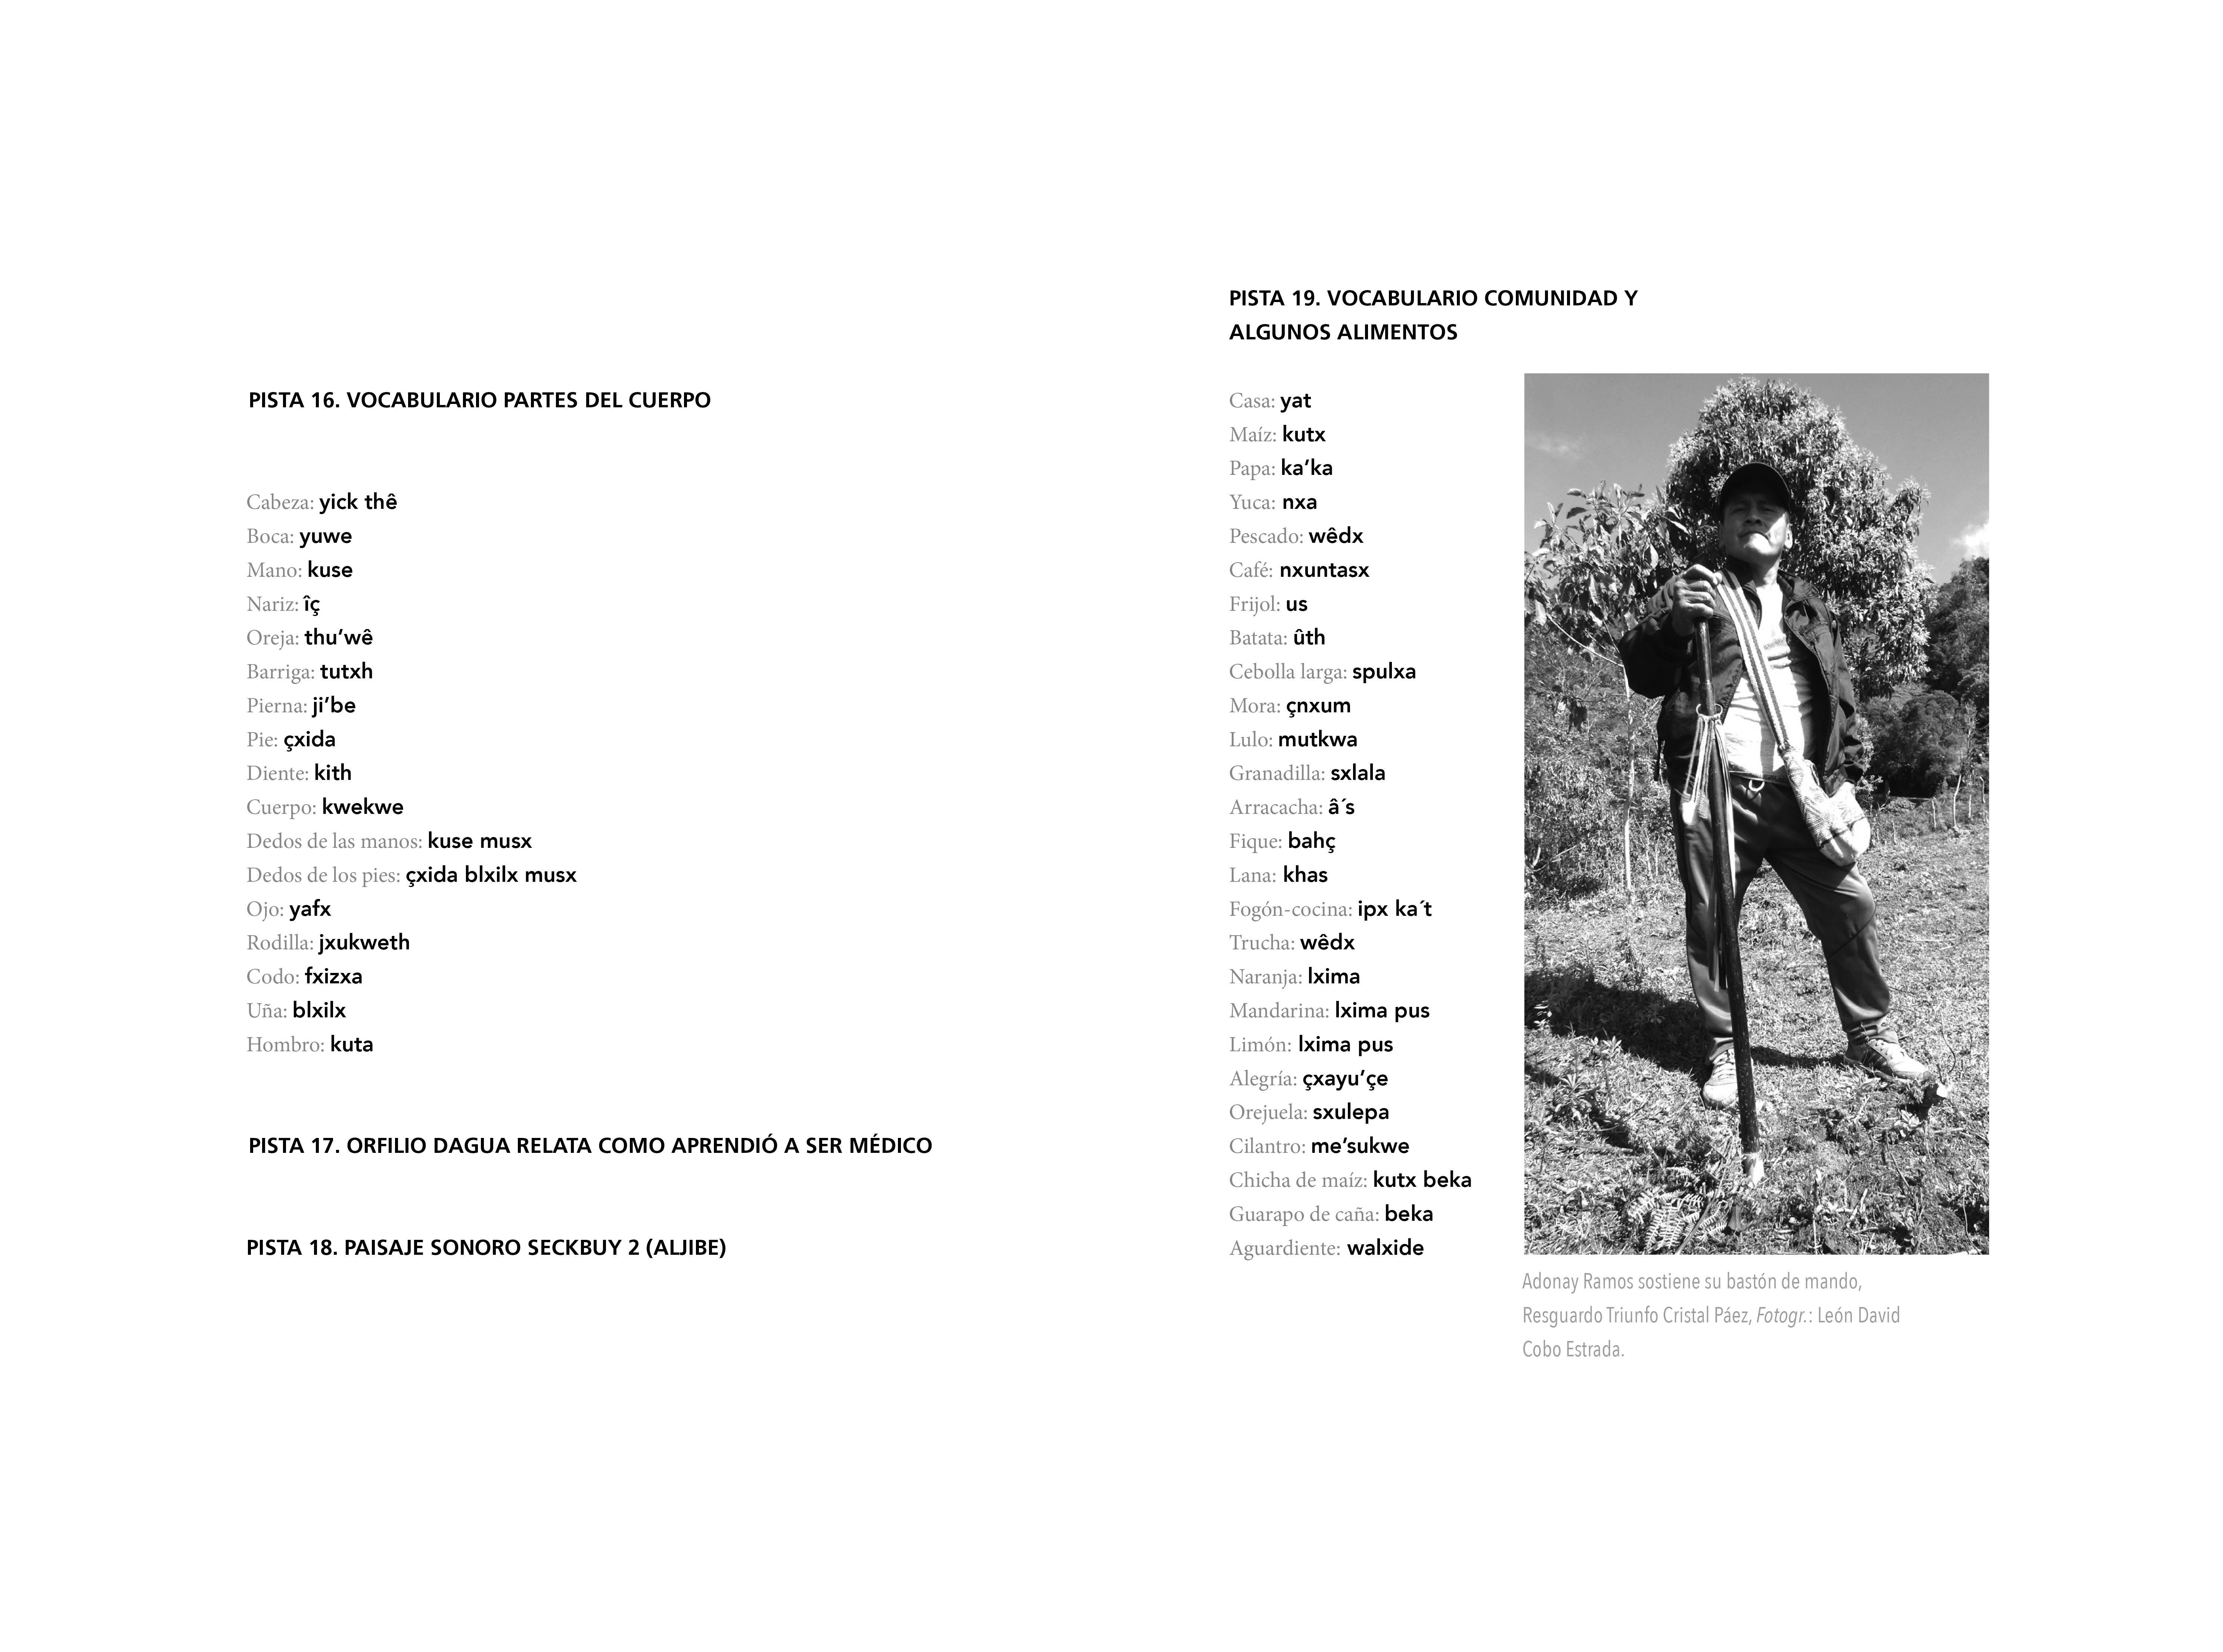 PISTA 16. VOCABULARIO PARTES DEL CUERPO
Cabeza: yick thê
Boca: yuwe
Mano: kuse
Nariz: îç
Oreja: thu’wê
Barriga: tutxh
Pierna: ji’be
Pie: çxida
Diente: kith
Cuerpo: kwekwe
Dedos de las manos: kuse musx
Dedos de los pies: çxida blxilx musx
Ojo: yafx
Rodilla: jxukweth
Codo: fxizxa
Uña: blxilx
Hombro: kuta
PISTA 17. ORFILIO DAGUA RELATA COMO APRENDIÓ A SER MÉDICO
PISTA 18. PAISAJE SONORO SECKBUY 2 (ALJIBE)
PISTA 19. VOCABULARIO COMUNIDAD Y
ALGUNOS ALIMENTOS
Casa: yat
Maíz: kutx
Papa: ka’ka
Yuca: nxa
Pescado: wêdx
Café: nxuntasx
Frijol: us
Batata: ûth
Cebolla larga: spulxa
Mora: çnxum
Lulo: mutkwa
Granadilla: sxlala
Arracacha: â´s
Fique: bahç
Lana: khas
Fogón-cocina: ipx ka´t
Trucha: wêdx
Naranja: lxima
Mandarina: lxima pus
Limón: lxima pus
Alegría: çxayu’çe
Orejuela: sxulepa
Cilantro: me’sukwe
Chicha de maíz: kutx beka
Guarapo de caña: beka
Aguardiente: walxide
Adonay Ramos sostiene su bastón de mando,
Resguardo Triunfo Cristal Páez, Fotogr.: León David
Cobo Estrada.